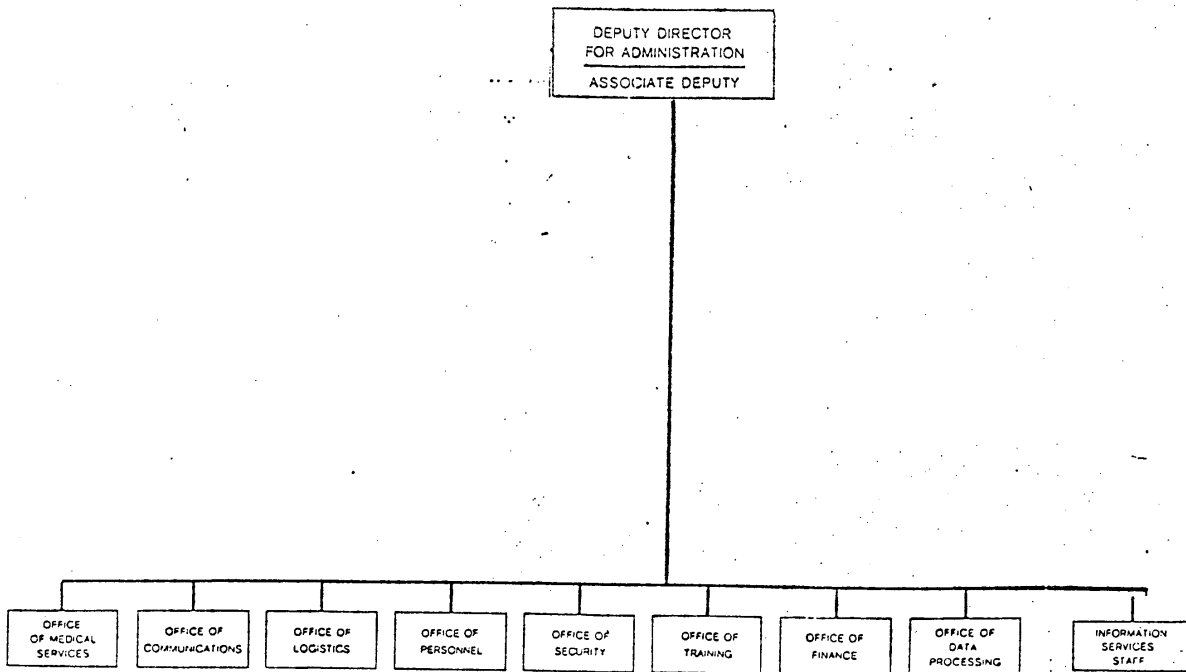 DEPUTY DIRECTOR
FOR ADMINISTRATION
ASSOCIATE DEPUTY
OFFICE
OF MEDICAL
SERVICES
OFFICE OF
COMMUNICATIONS
OFFICE OF
LOGISTICS
OFFICE OF
PERSONNEL
OFFICE OF
SECURITY
OFFICE OF
TRAINING
OFFICE OF
FINANCE
OFFICE OF
DATA
PROCESSING
INFORMATION
SERVICES
STAFF